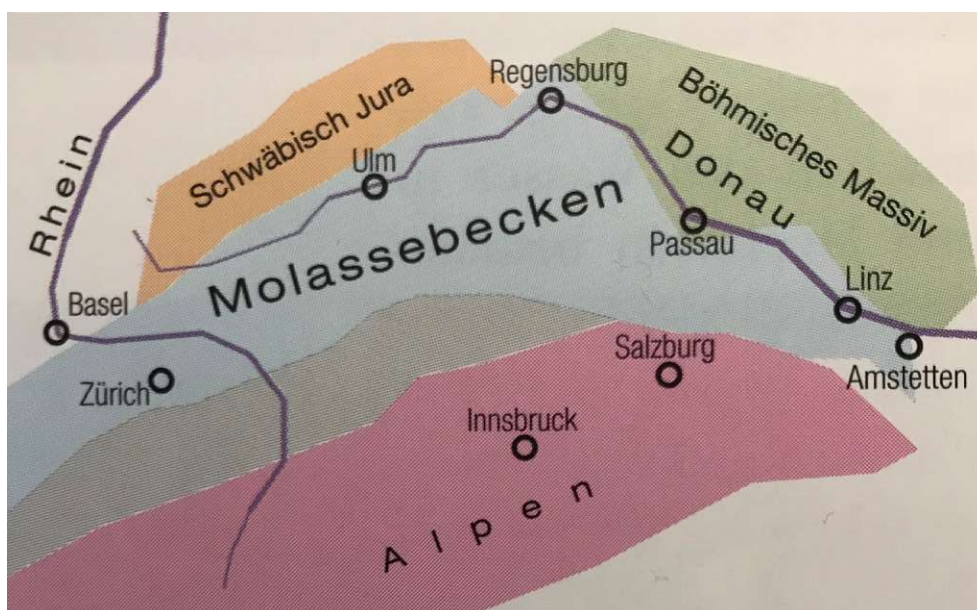 Regensburg
Schwäbisch Jura
Böhmisches Massiv
Rhein
Ulm
Donau
Passau
Molassebecken
Basel
Linz
Zürich
Salzburg
Amstetten
Innsbruck
Alpen